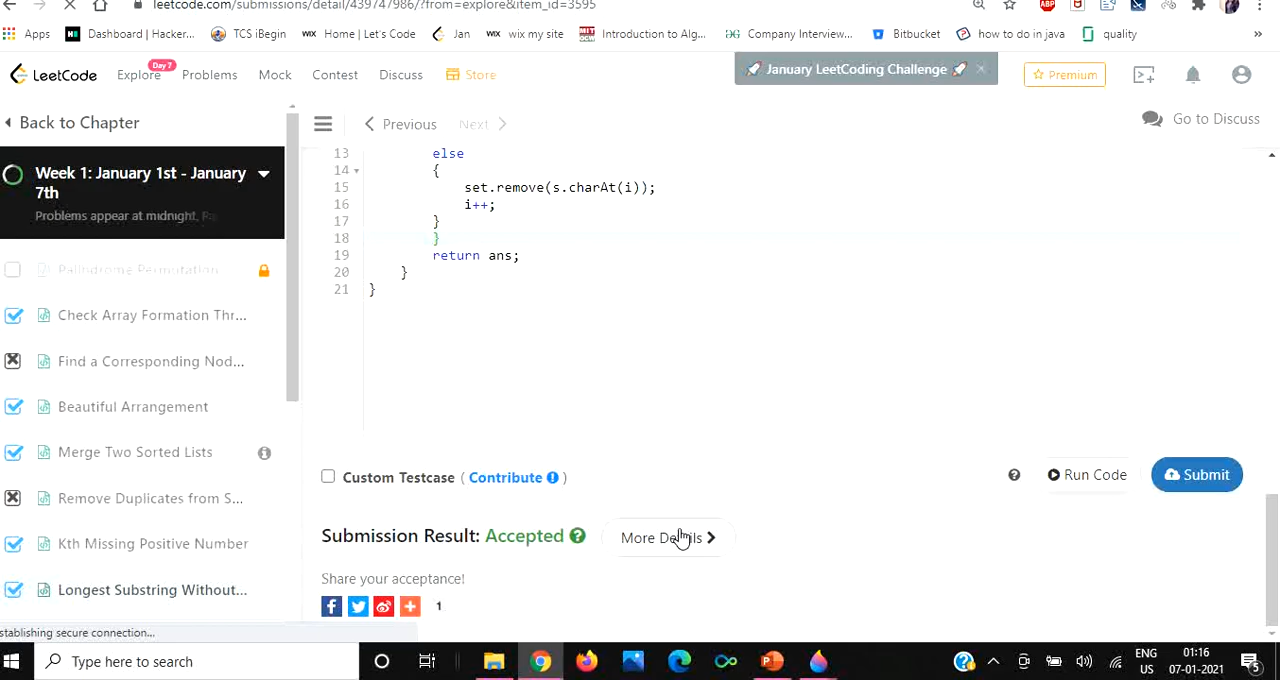 leetcode.com/submissions/detail/439747986/?from=explore&item_id=3595
Apps Dashboard | Hacker... TCS iBegin Home | Let's Code Jan wix my site Introduction to Alg... Company Interview... Bitbucket how to do in java quality »
LeetCode Explore Day 7 Problems Mock Contest Discuss Store January LeetCoding Challenge × Premium
Back to Chapter
Previous Next Go to Discuss
Week 1: January 1st - January 7th
Problems appear at midnight,
Palindrome Permutation
Check Array Formation Thr...
Find a Corresponding Nod...
Beautiful Arrangement
Merge Two Sorted Lists
Remove Duplicates from S...
Kth Missing Positive Number
Longest Substring Without...
13 else
14 {
15 set.remove(s.charAt(i));
16 i++;
17 }
18 }
19 return ans;
20 }
21 }
Custom Testcase ( Contribute ) Run Code Submit
Submission Result: Accepted More Details
Share your acceptance!
1
stablishing secure connection...
Type here to search
ENG
US
01:16
07-01-2021
5